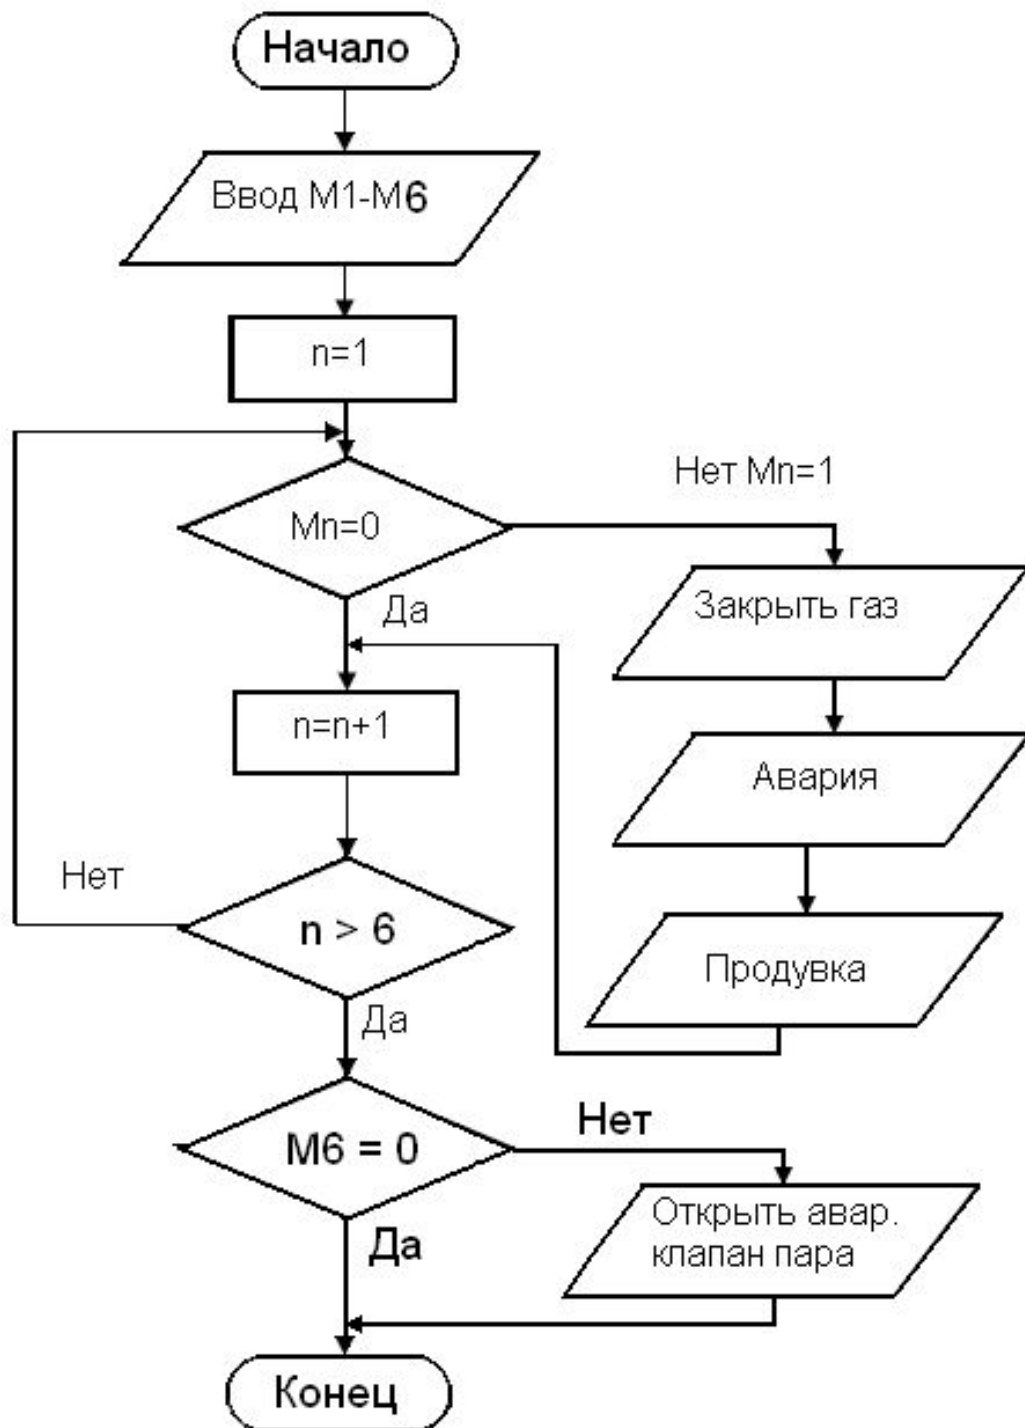 Начало
Ввод М1-М6
n=1
Mn=0
Нет Mn=1
Закрыть газ
Да
n=n+1
Авария
Нет
n > 6
Продувка
Да
М6 = 0
Нет
Открыть авар.
клапан пара
Да
Конец